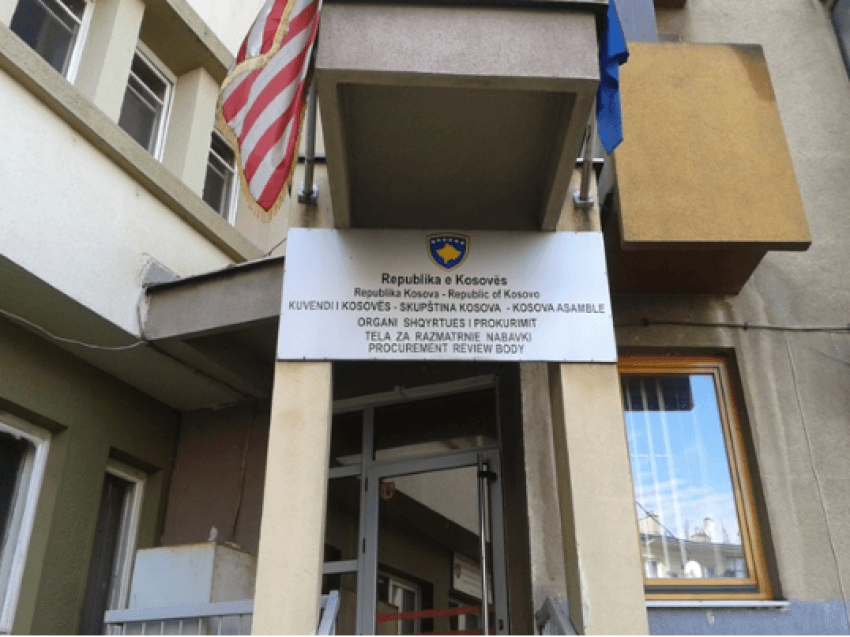 Republika e Kosovës
Republika Kosova - Republic of Kosovo
KUVENDI I KOSOVËS - SKUPŠTINA KOSOVA - KOSOVA ASAMBLE
ORGANI SHQYRTUES I PROKURIMIT
TELA ZA RAZMATRNIE NABAVKI
PROCUREMENT REVIEW BODY